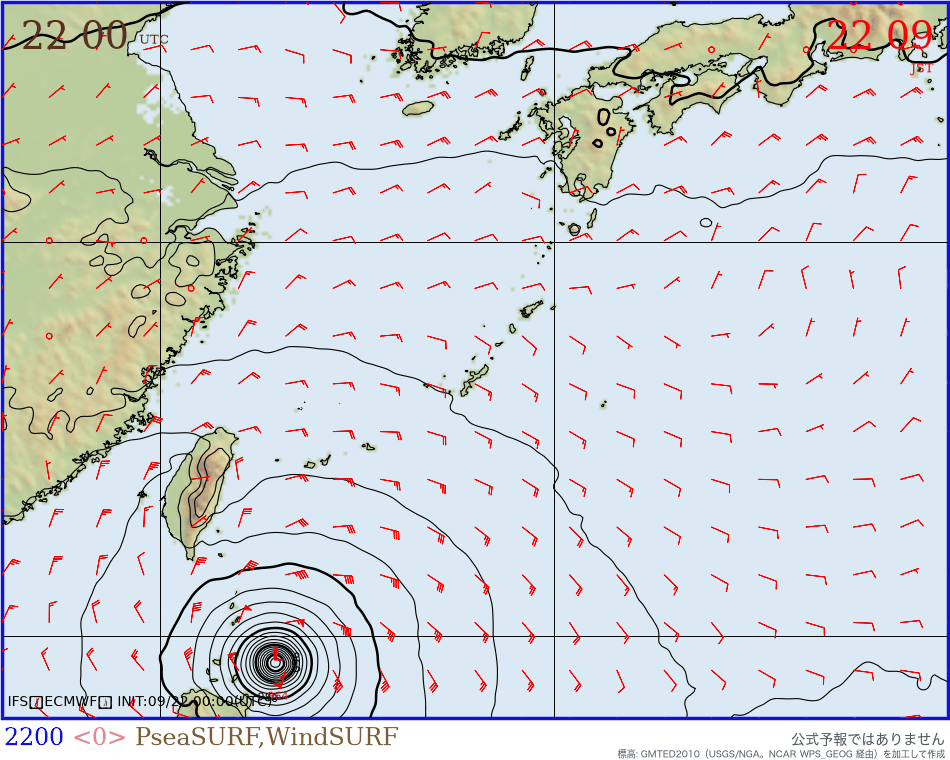 22 00 UTC
22 09
JST
IFS ECMWF INIT:09/22 00:00(UTC)
2200 <0> PseaSURF,WindSURF
公式予報ではありません
標高: GMTED2010（USGS/NGA。NCAR WPS_GEOG 経由）を加工して作成